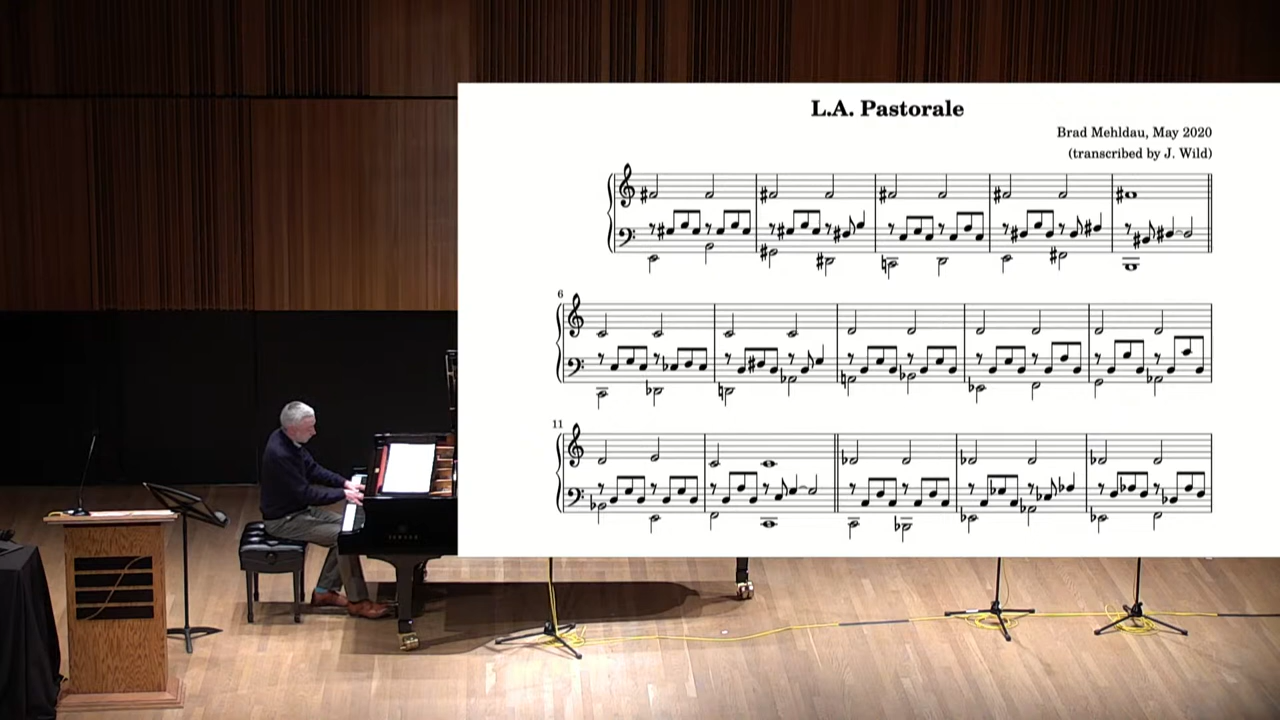 L.A. Pastorale
Brad Mehldau, May 2020
(transcribed by J. Wild)
6
11